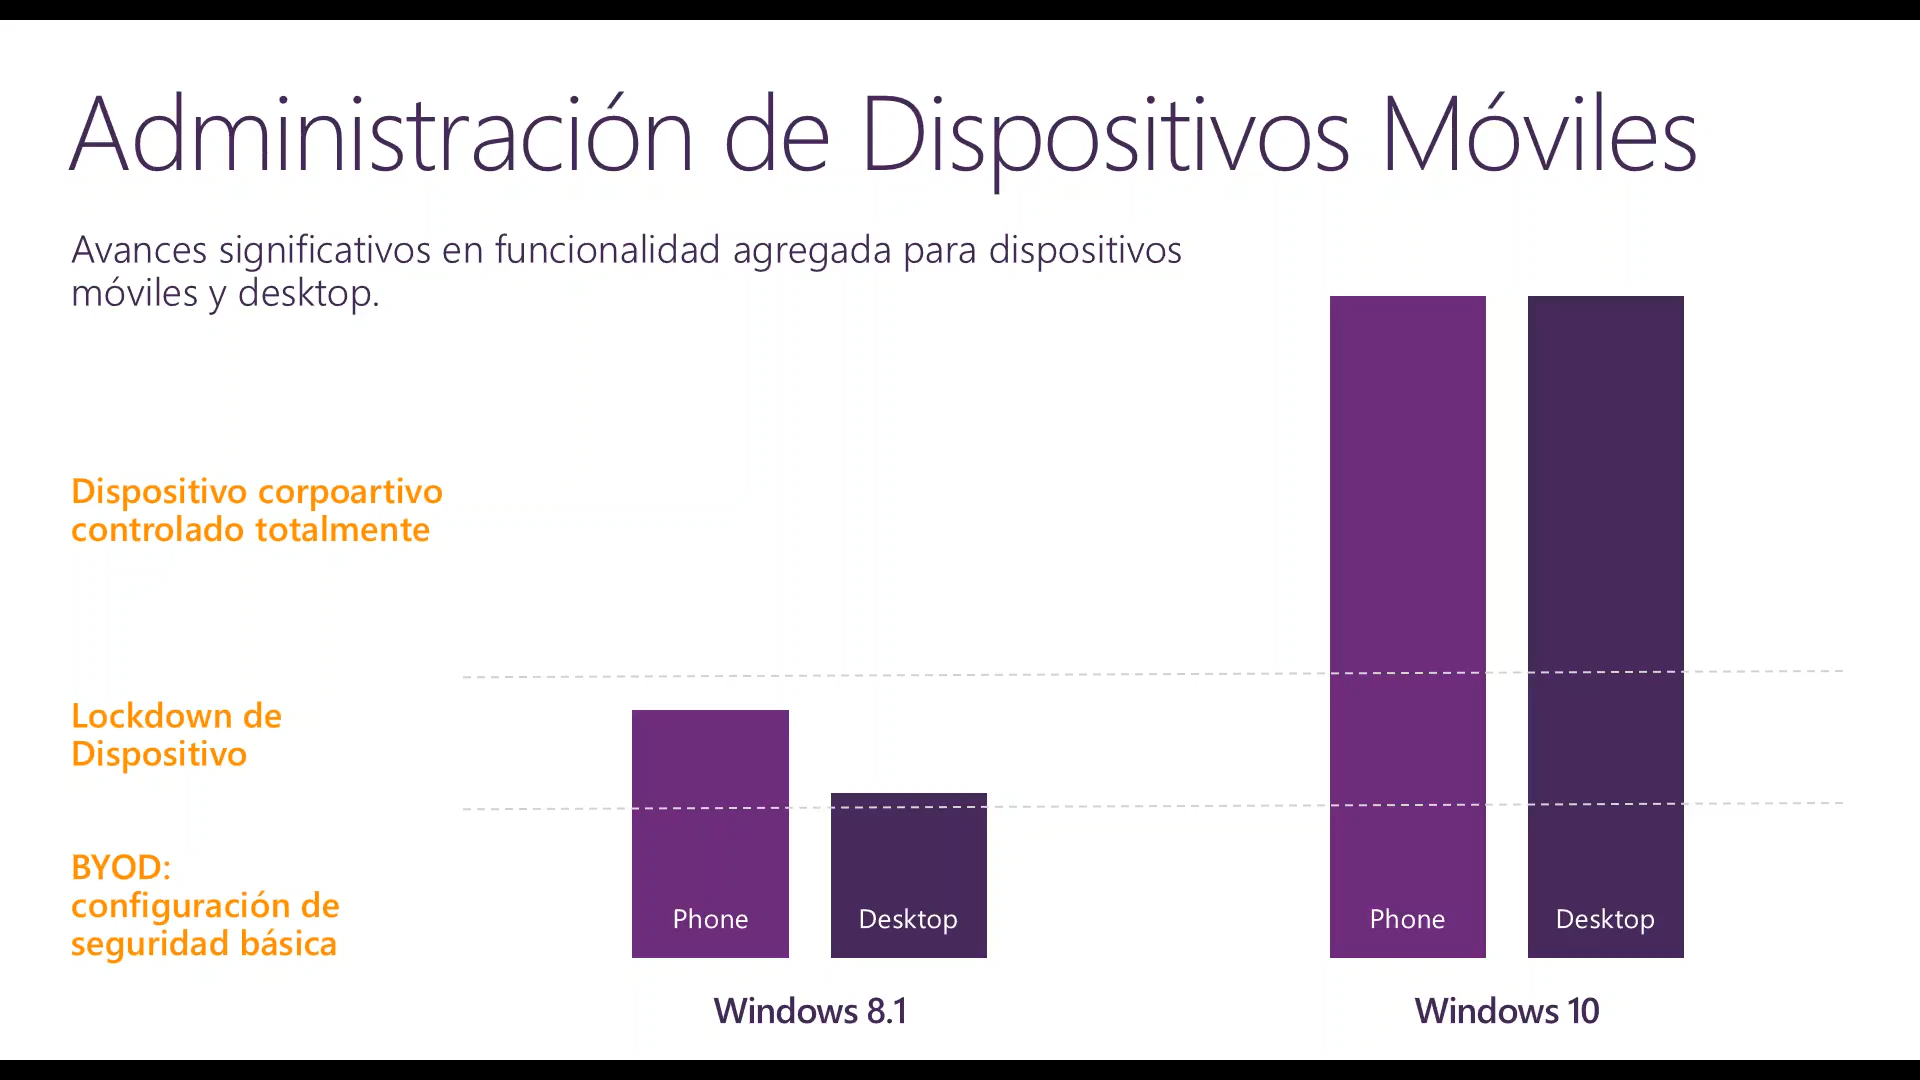 Administración de Dispositivos Móviles
Avances significativos en funcionalidad agregada para dispositivos
móviles y desktop.
Dispositivo corpoartivo
controlado totalmente
Lockdown de
Dispositivo
BYOD:
configuración de
seguridad básica
Phone
Desktop
Phone
Desktop
Windows 8.1
Windows 10